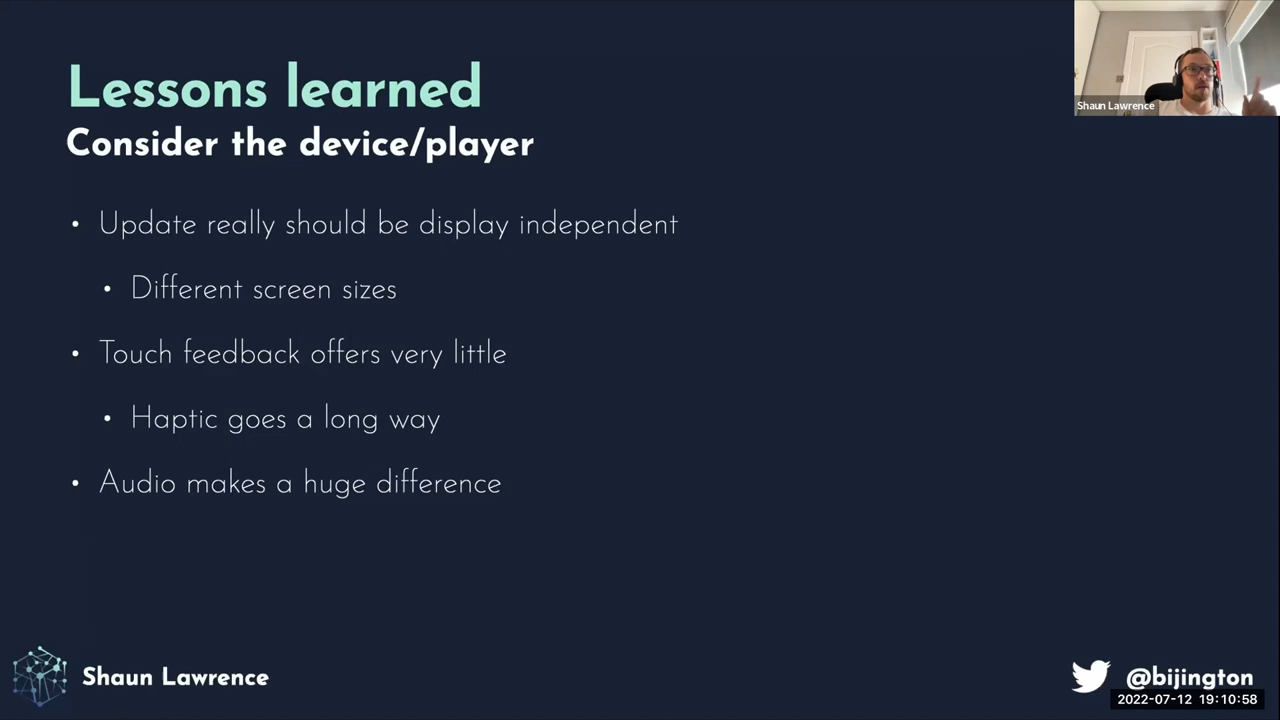 Lessons learned
Consider the device/player
• Update really should be display independent
• Different screen sizes
• Touch feedback offers very little
• Haptic goes a long way
• Audio makes a huge difference
Shaun Lawrence
Shaun Lawrence
@bijington
2022-07-12 19:10:58